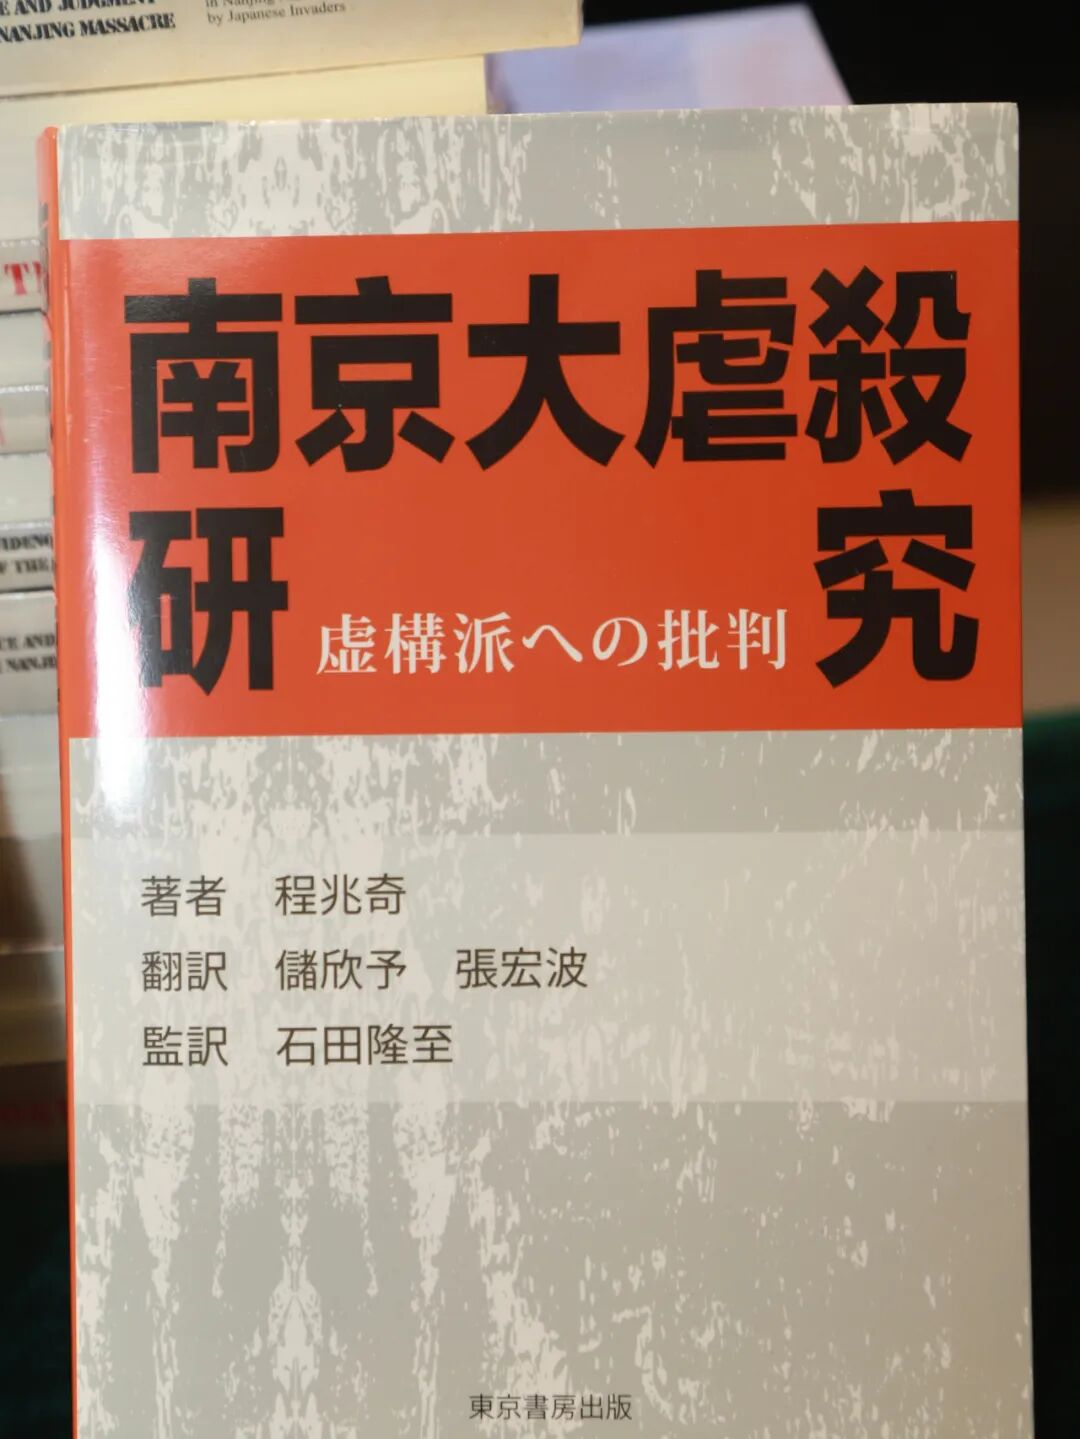 E AND JUDGMENT
NANJING MASSACRE
by Japanese Invaders
南京大虐殺
研究
虚構派への批判
著者 程兆奇
翻訳 儲欣予 張宏波
監訳 石田隆至
東京書房出版